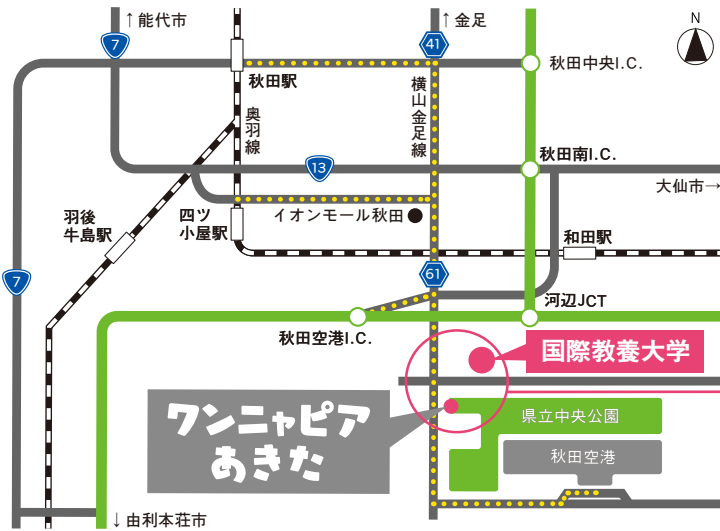 ↑能代市
↑金足
N
7
41
秋田駅
秋田中央I.C.
奥羽線
横山金足線
13
秋田南I.C.
大仙市→
羽後
牛島駅
四ツ
小屋駅
イオンモール秋田
和田駅
7
61
河辺JCT
秋田空港I.C.
国際教養大学
ワンニャピア
あきた
県立中央公園
秋田空港
↓由利本荘市